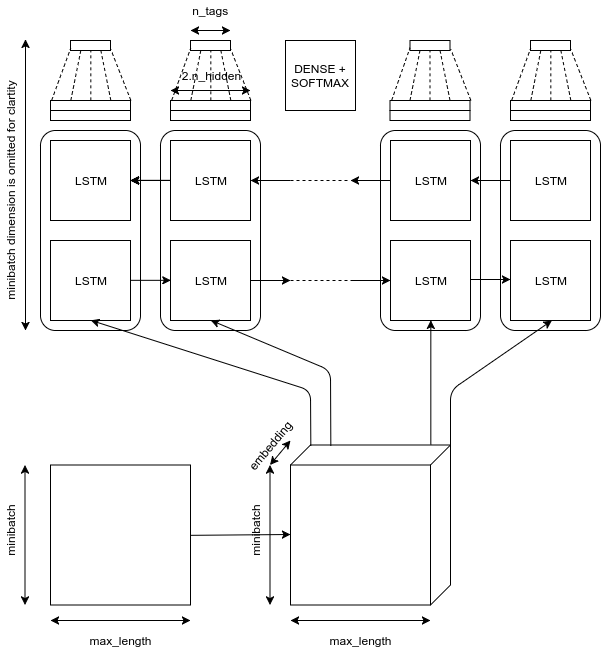 n_tags
2.n_hidden
DENSE +
SOFTMAX
minibatch dimension is omitted for clartity
LSTM
LSTM
LSTM
LSTM
LSTM
LSTM
LSTM
LSTM
embedding
minibatch
minibatch
max_length
max_length